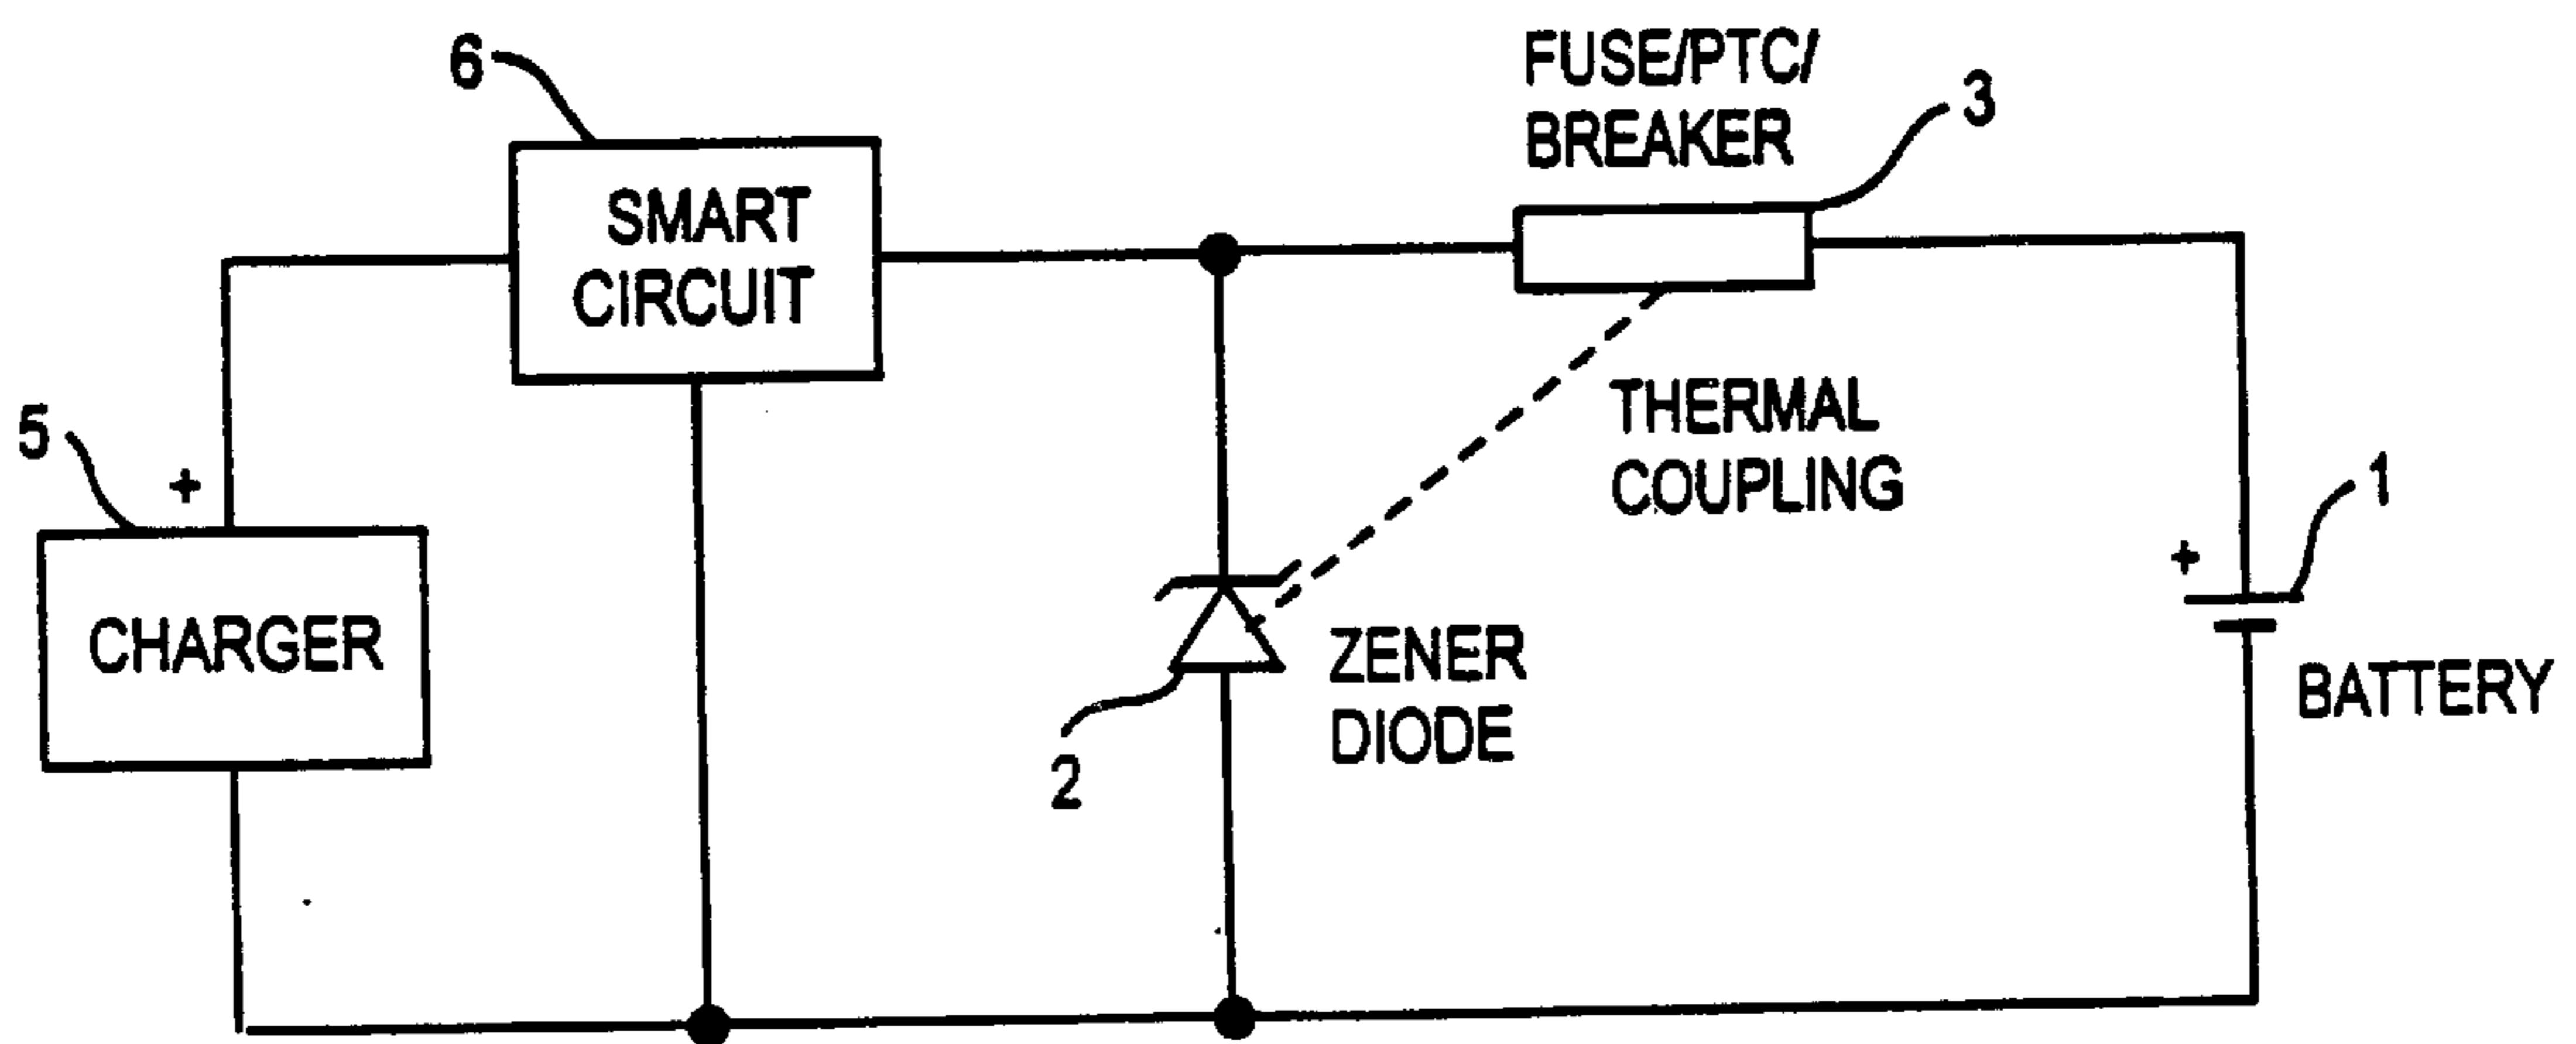 6
FUSE/PTC/
BREAKER
3
SMART
CIRCUIT
5
+
THERMAL
COUPLING
1
+
CHARGER
ZENER
DIODE
BATTERY
2